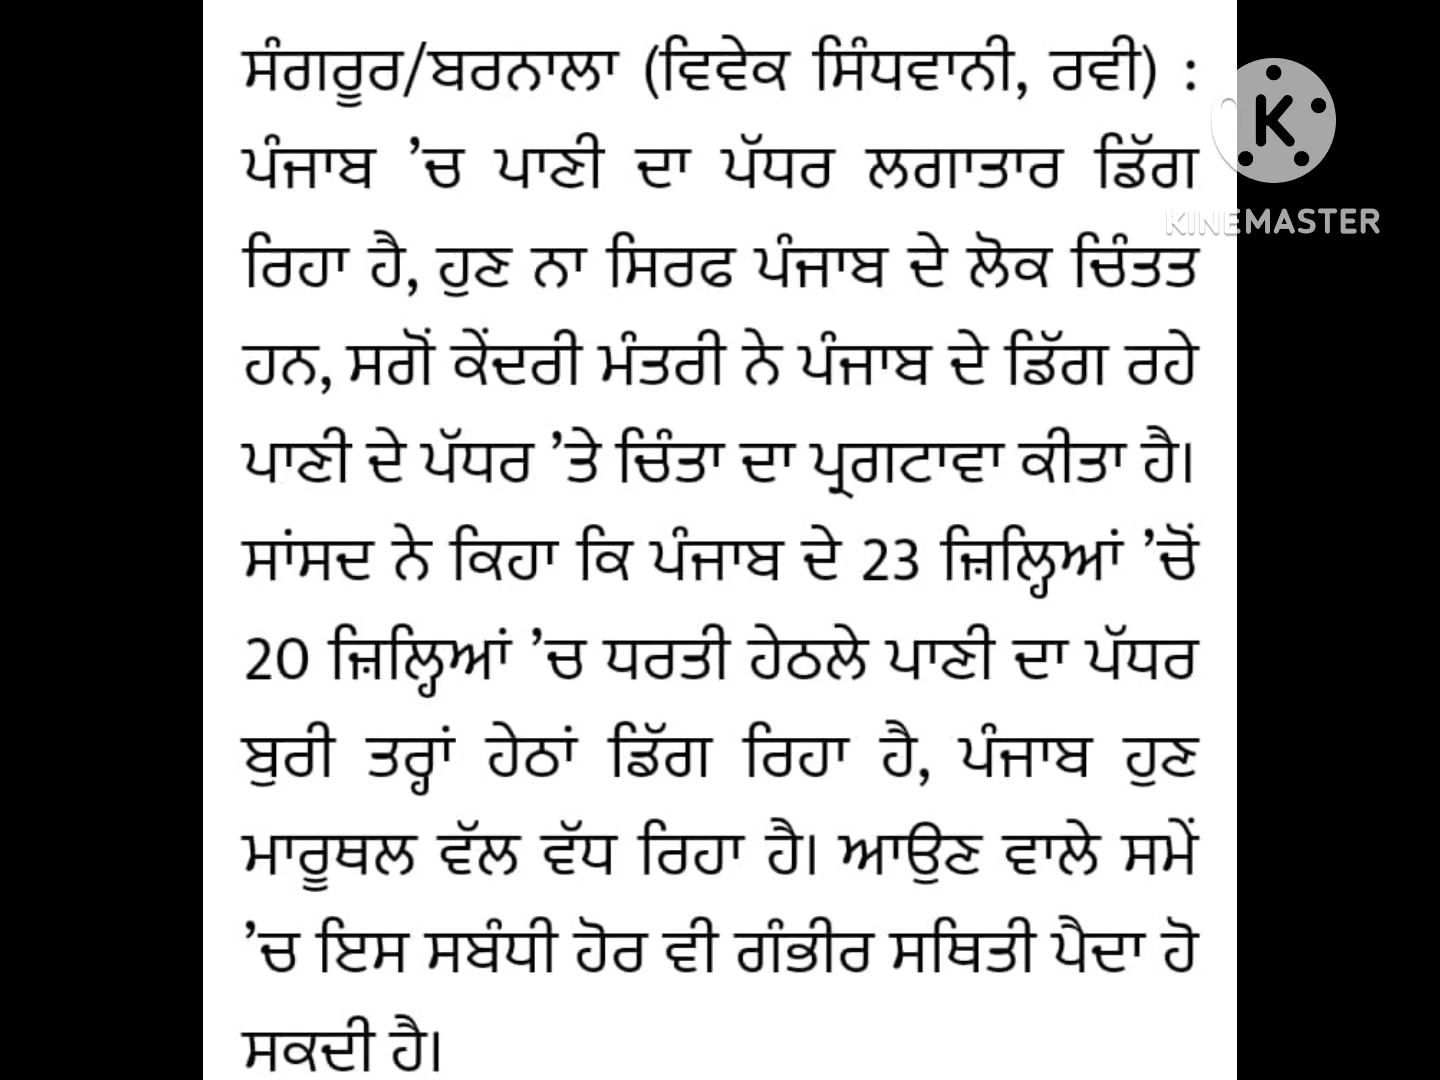 ਸੰਗਰੂਰ/ਬਰਨਾਲਾ (ਵਿਵੇਕ ਸਿੰਧਵਾਨੀ, ਰਵੀ) :
ਪੰਜਾਬ ’ਚ ਪਾਣੀ ਦਾ ਪੱਧਰ ਲਗਾਤਾਰ ਡਿੱਗ
ਰਿਹਾ ਹੈ, ਹੁਣ ਨਾ ਸਿਰਫ ਪੰਜਾਬ ਦੇ ਲੋਕ ਚਿੰਤਤ
ਹਨ, ਸਗੋਂ ਕੇਂਦਰੀ ਮੰਤਰੀ ਨੇ ਪੰਜਾਬ ਦੇ ਡਿੱਗ ਰਹੇ
ਪਾਣੀ ਦੇ ਪੱਧਰ ’ਤੇ ਚਿੰਤਾ ਦਾ ਪ੍ਰਗਟਾਵਾ ਕੀਤਾ ਹੈ।
ਸਾਂਸਦ ਨੇ ਕਿਹਾ ਕਿ ਪੰਜਾਬ ਦੇ 23 ਜ਼ਿਲ੍ਹਿਆਂ ’ਚੋਂ
20 ਜ਼ਿਲ੍ਹਿਆਂ ’ਚ ਧਰਤੀ ਹੇਠਲੇ ਪਾਣੀ ਦਾ ਪੱਧਰ
ਬੁਰੀ ਤਰ੍ਹਾਂ ਹੇਠਾਂ ਡਿੱਗ ਰਿਹਾ ਹੈ, ਪੰਜਾਬ ਹੁਣ
ਮਾਰੂਥਲ ਵੱਲ ਵੱਧ ਰਿਹਾ ਹੈ। ਆਉਣ ਵਾਲੇ ਸਮੇਂ
’ਚ ਇਸ ਸਬੰਧੀ ਹੋਰ ਵੀ ਗੰਭੀਰ ਸਥਿਤੀ ਪੈਦਾ ਹੋ
ਸਕਦੀ ਹੈ।
K
KINEMASTER